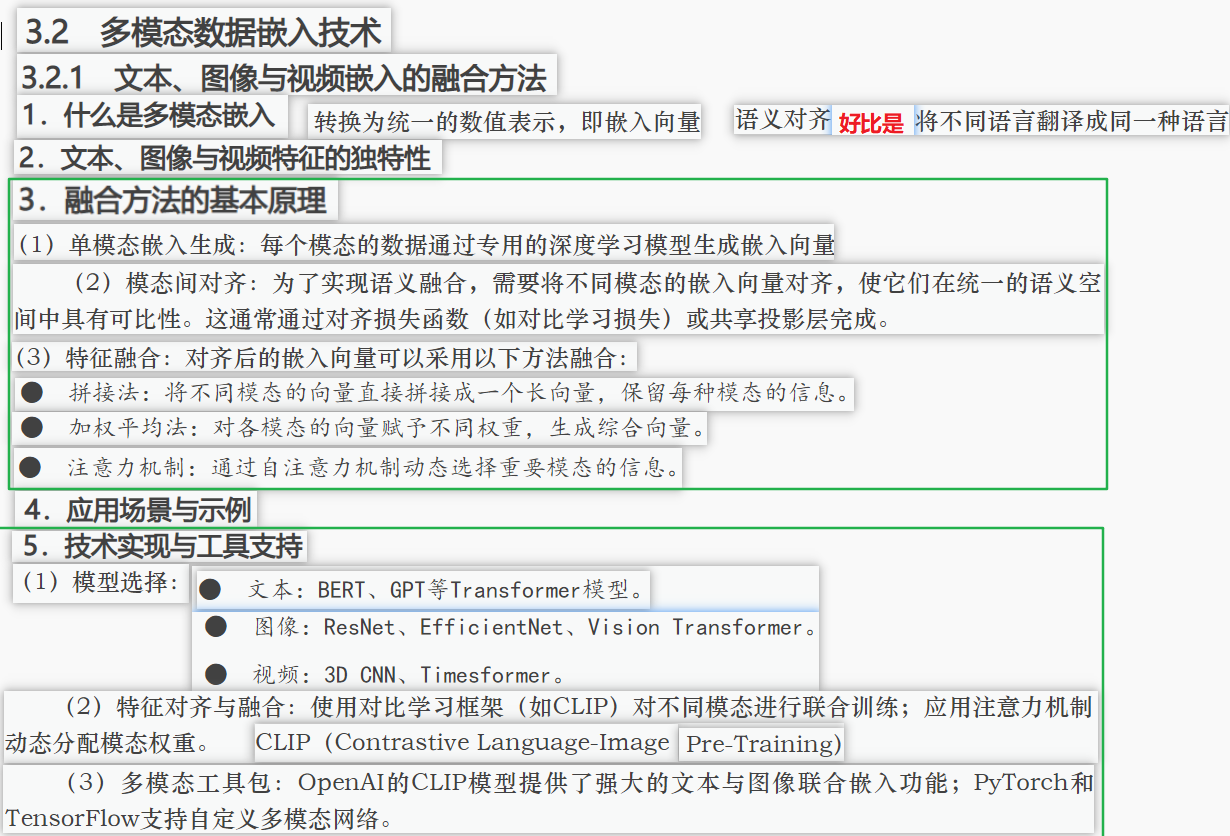 3.2 多模态数据嵌入技术
3.2.1 文本、图像与视频嵌入的融合方法
1. 什么是多模态嵌入 转换为统一的数值表示，即嵌入向量 语义对齐 好比是 将不同语言翻译成同一种语言
2. 文本、图像与视频特征的独特性
3. 融合方法的基本原理
（1）单模态嵌入生成：每个模态的数据通过专用的深度学习模型生成嵌入向量
（2）模态间对齐：为了实现语义融合，需要将不同模态的嵌入向量对齐，使它们在统一的语义空
间中具有可比性。这通常通过对齐损失函数（如对比学习损失）或共享投影层完成。
（3）特征融合：对齐后的嵌入向量可以采用以下方法融合：
● 拼接法：将不同模态的向量直接拼接成一个长向量，保留每种模态的信息。
● 加权平均法：对各模态的向量赋予不同权重，生成综合向量。
● 注意力机制：通过自注意力机制动态选择重要模态的信息。
4. 应用场景与示例
5. 技术实现与工具支持
（1）模型选择： ● 文本：BERT、GPT等Transformer模型。
● 图像：ResNet、EfficientNet、Vision Transformer。
● 视频：3D CNN、Timesformer。
（2）特征对齐与融合：使用对比学习框架（如CLIP）对不同模态进行联合训练；应用注意力机制
动态分配模态权重。 CLIP（Contrastive Language-Image Pre-Training)
（3）多模态工具包：OpenAI的CLIP模型提供了强大的文本与图像联合嵌入功能；PyTorch和
TensorFlow支持自定义多模态网络。